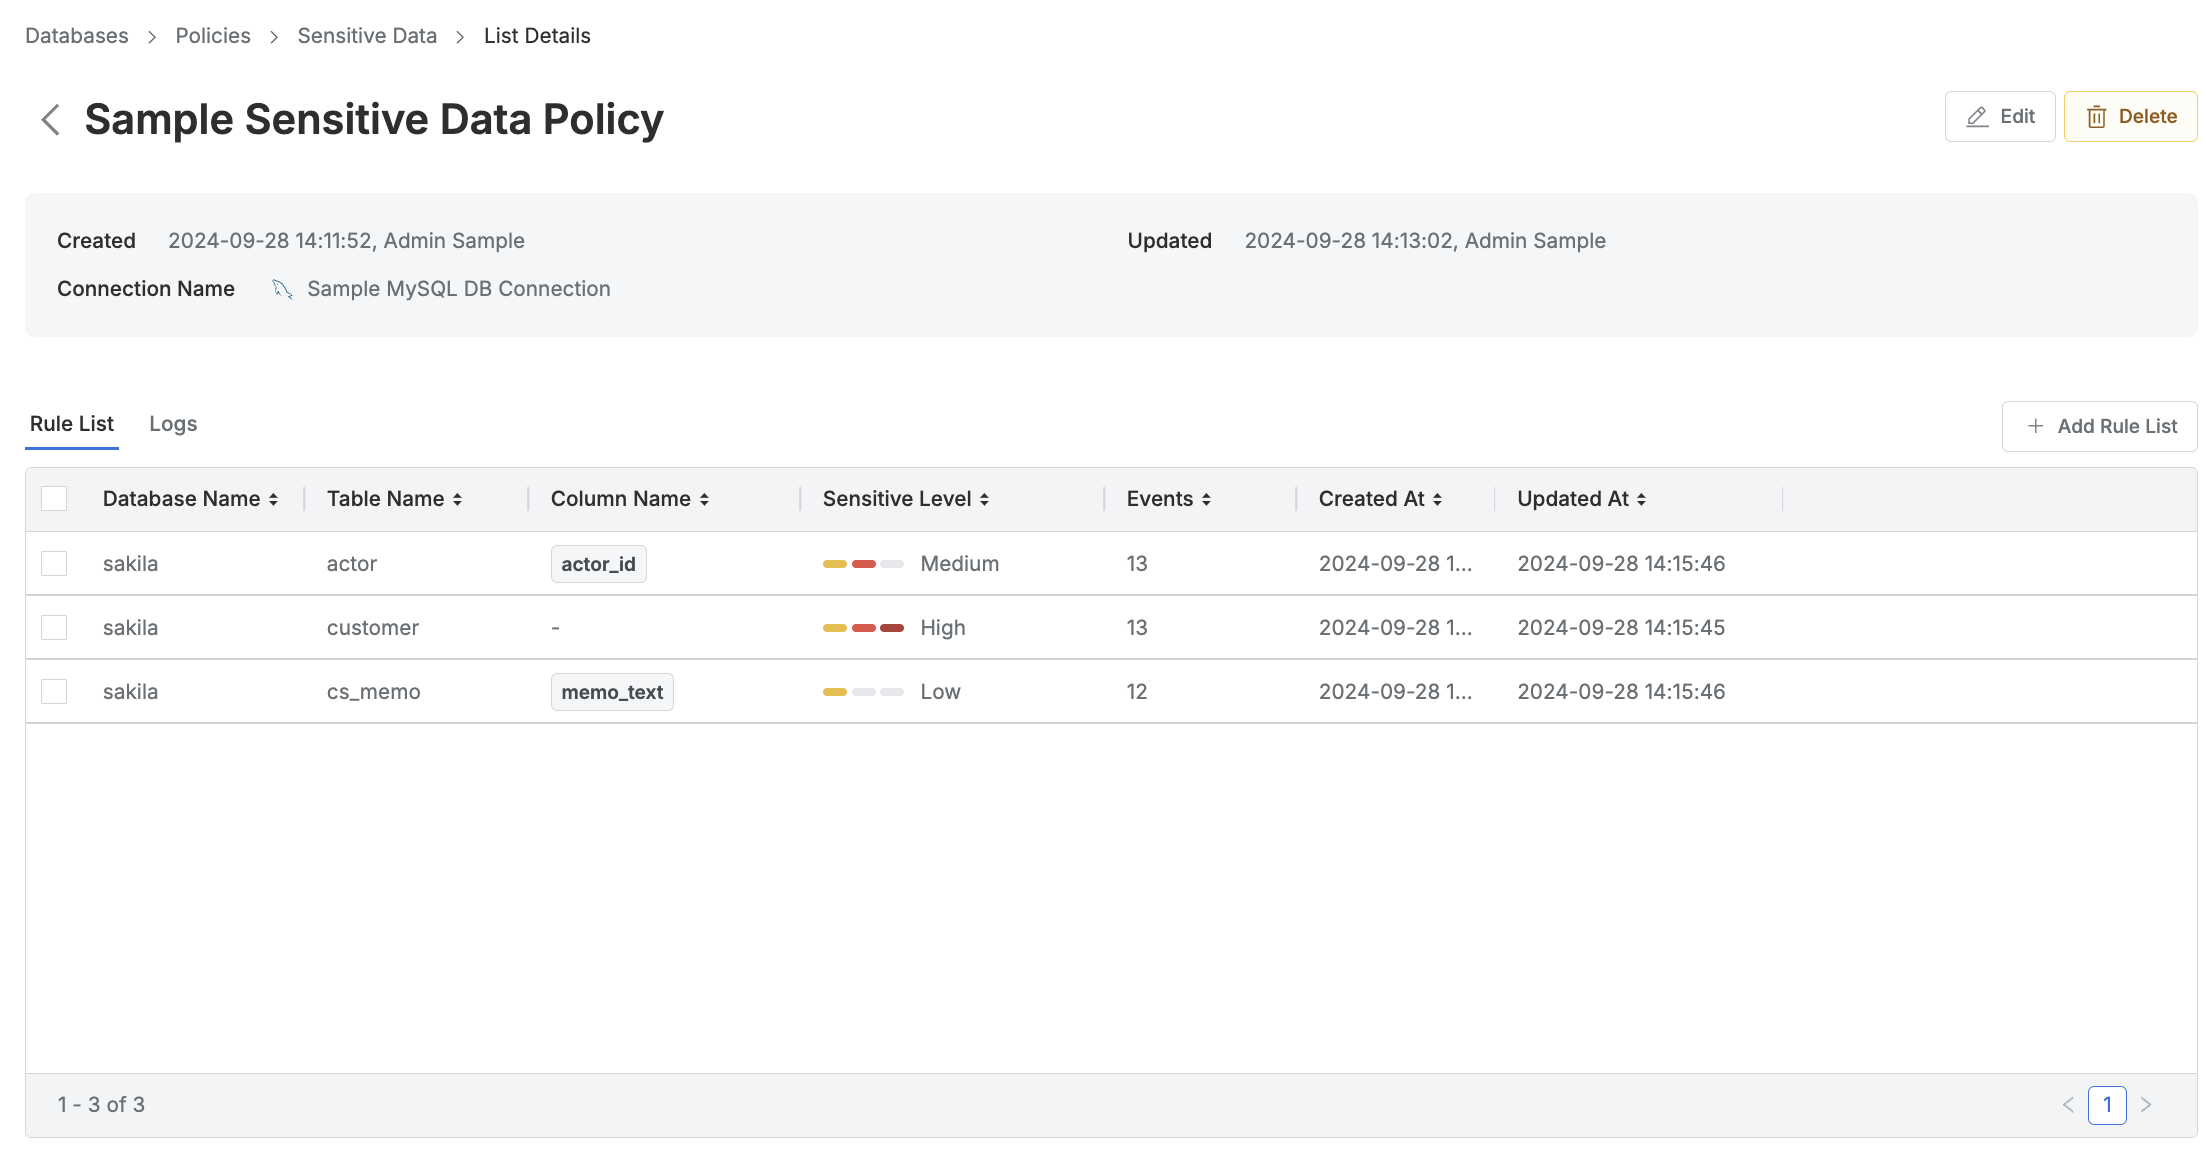 Databases > Policies > Sensitive Data > List Details
Sample Sensitive Data Policy
Edit
Delete
Created 2024-09-28 14:11:52, Admin Sample
Updated 2024-09-28 14:13:02, Admin Sample
Connection Name Sample MySQL DB Connection
Rule List
Logs
+ Add Rule List
Database Name Table Name Column Name Sensitive Level Events Created At Updated At
sakila actor actor_id Medium 13 2024-09-28 1... 2024-09-28 14:15:46
sakila customer - High 13 2024-09-28 1... 2024-09-28 14:15:45
sakila cs_memo memo_text Low 12 2024-09-28 1... 2024-09-28 14:15:46
1 - 3 of 3
< 1 >